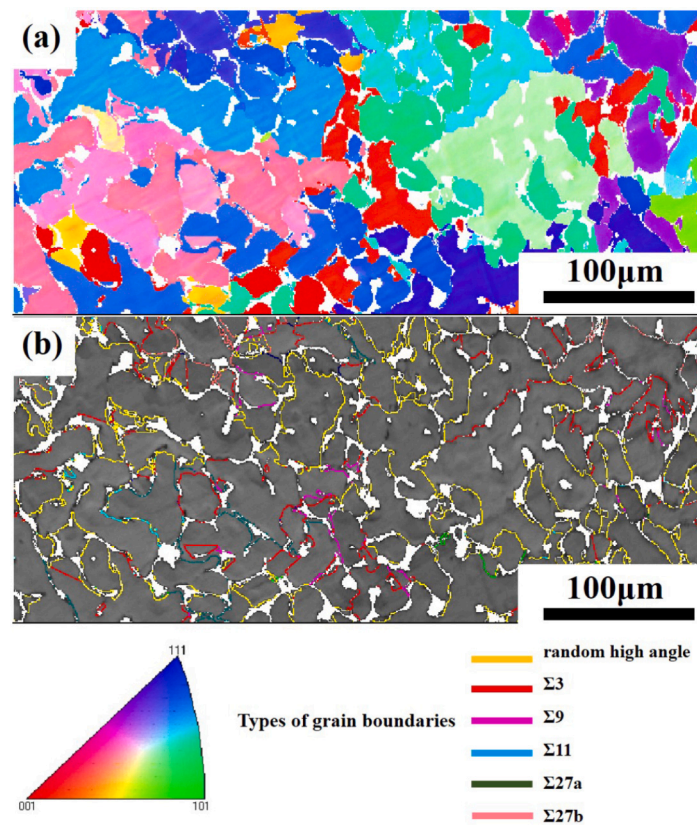 (a)
100μm
(b)
100μm
111
001
101
Types of grain boundaries
random high angle
Σ3
Σ9
Σ11
Σ27a
Σ27b